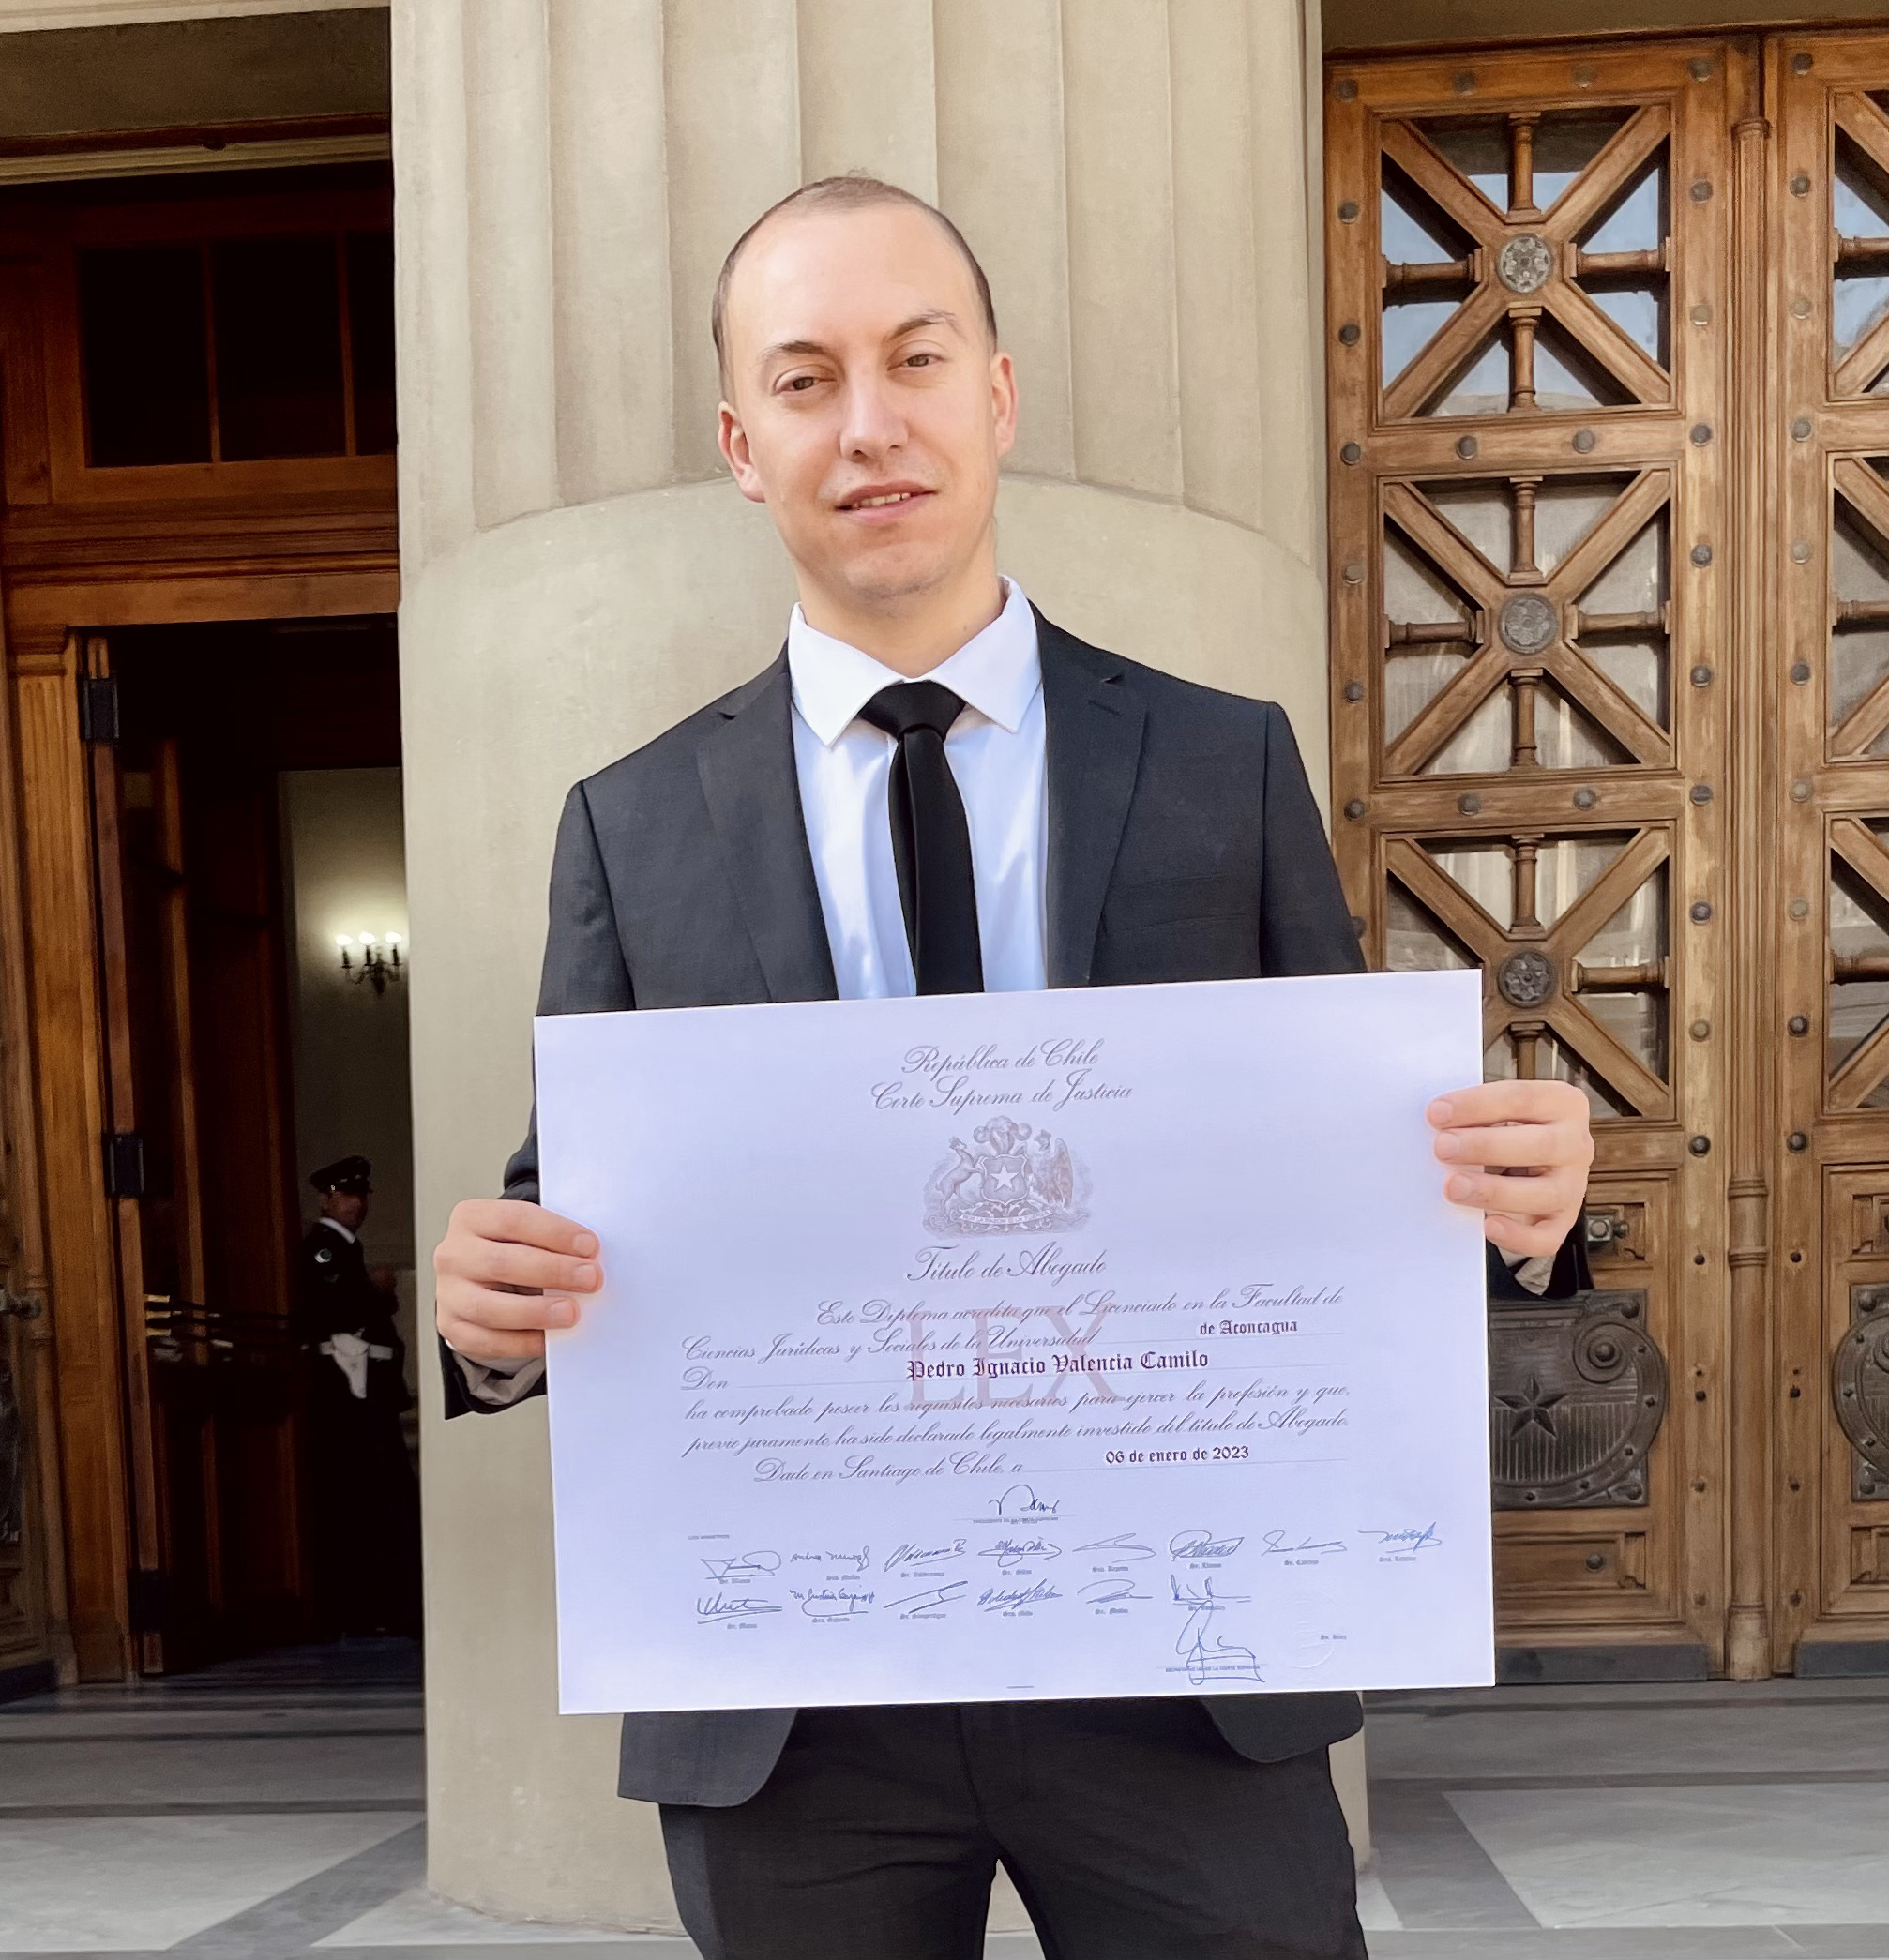 República de Chile
Corte Suprema de Justicia
Título de Abogado
Este Diploma acredita que el Licenciado en la Facultad de
Ciencias Jurídicas y Sociales de la Universidad de Aconcagua
Don Pedro Ignacio Valencia Camilo
LEX
ha comprobado poseer los requisitos necesarios para ejercer la profesión y que,
previo juramento, ha sido declarado legalmente investido del título de Abogado.
Dado en Santiago de Chile, a 06 de enero de 2023
LOS MINISTROS